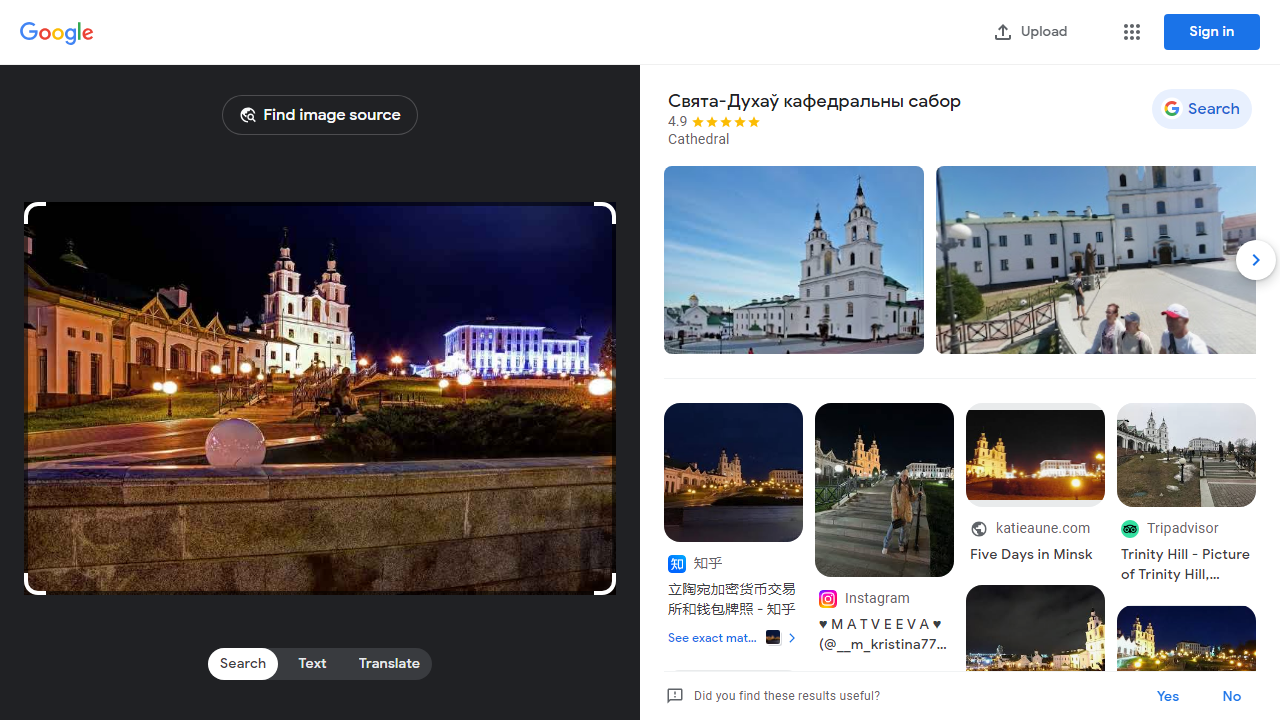 Google
Upload
Sign in
Find image source
Search
Text
Translate
Свята-Духаў кафедральны сабор
4.9
Cathedral
Search
知 知乎
立陶宛加密货币交易
所和钱包牌照 - 知乎
See exact mat...
Instagram
♥ M A T V E E V A ♥
(@__m_kristina77...
katieaune.com
Five Days in Minsk
Tripadvisor
Trinity Hill - Picture
of Trinity Hill,...
Did you find these results useful?
Yes
No